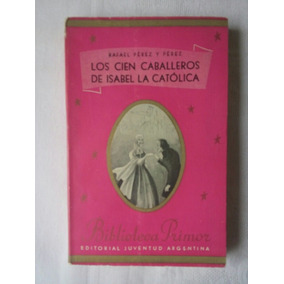 RAFAEL PÉREZ Y PÉREZ
LOS CIEN CABALLEROS
DE ISABEL LA CATÓLICA
Biblioteca Primor
EDITORIAL JUVENTUD ARGENTINA